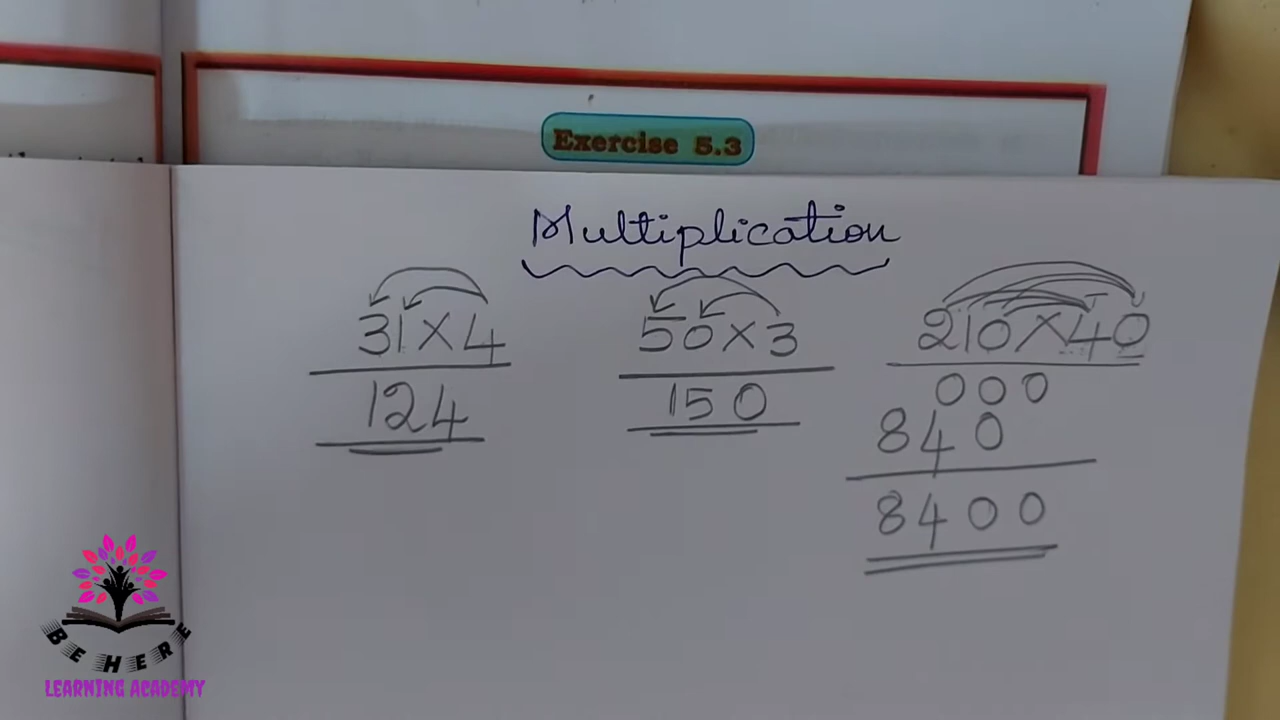 Exercise 5.3
Multiplication
31×4 50×3 210×40
124 150 000
840
8400
BE HERE
LEARNING ACADEMY